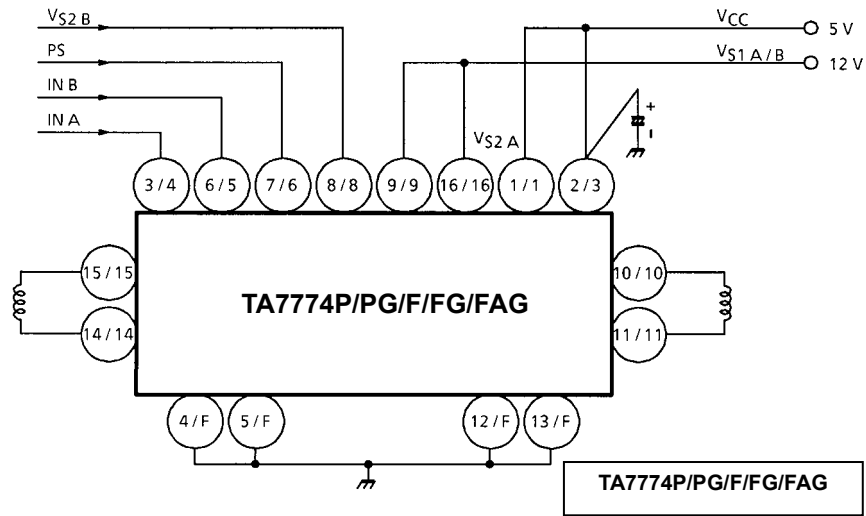 VS2 B
VCC
5 V
PS
VS1 A/B
12 V
IN B
IN A
+
-
VS2 A
3/4
6/5
7/6
8/8
9/9
16/16
1/1
2/3
15/15
10/10
TA7774P/PG/F/FG/FAG
14/14
11/11
4/F
5/F
12/F
13/F
TA7774P/PG/F/FG/FAG